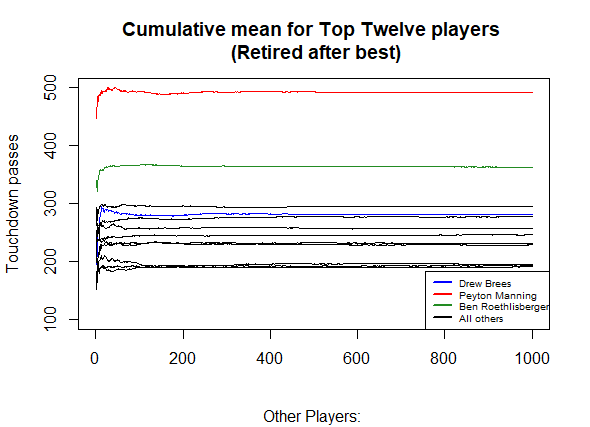 Cumulative mean for Top Twelve players
(Retired after best)
Touchdown passes
500
400
300
200
100
Drew Brees
Peyton Manning
Ben Roethlisberger
All others
0 200 400 600 800 1000
Other Players: